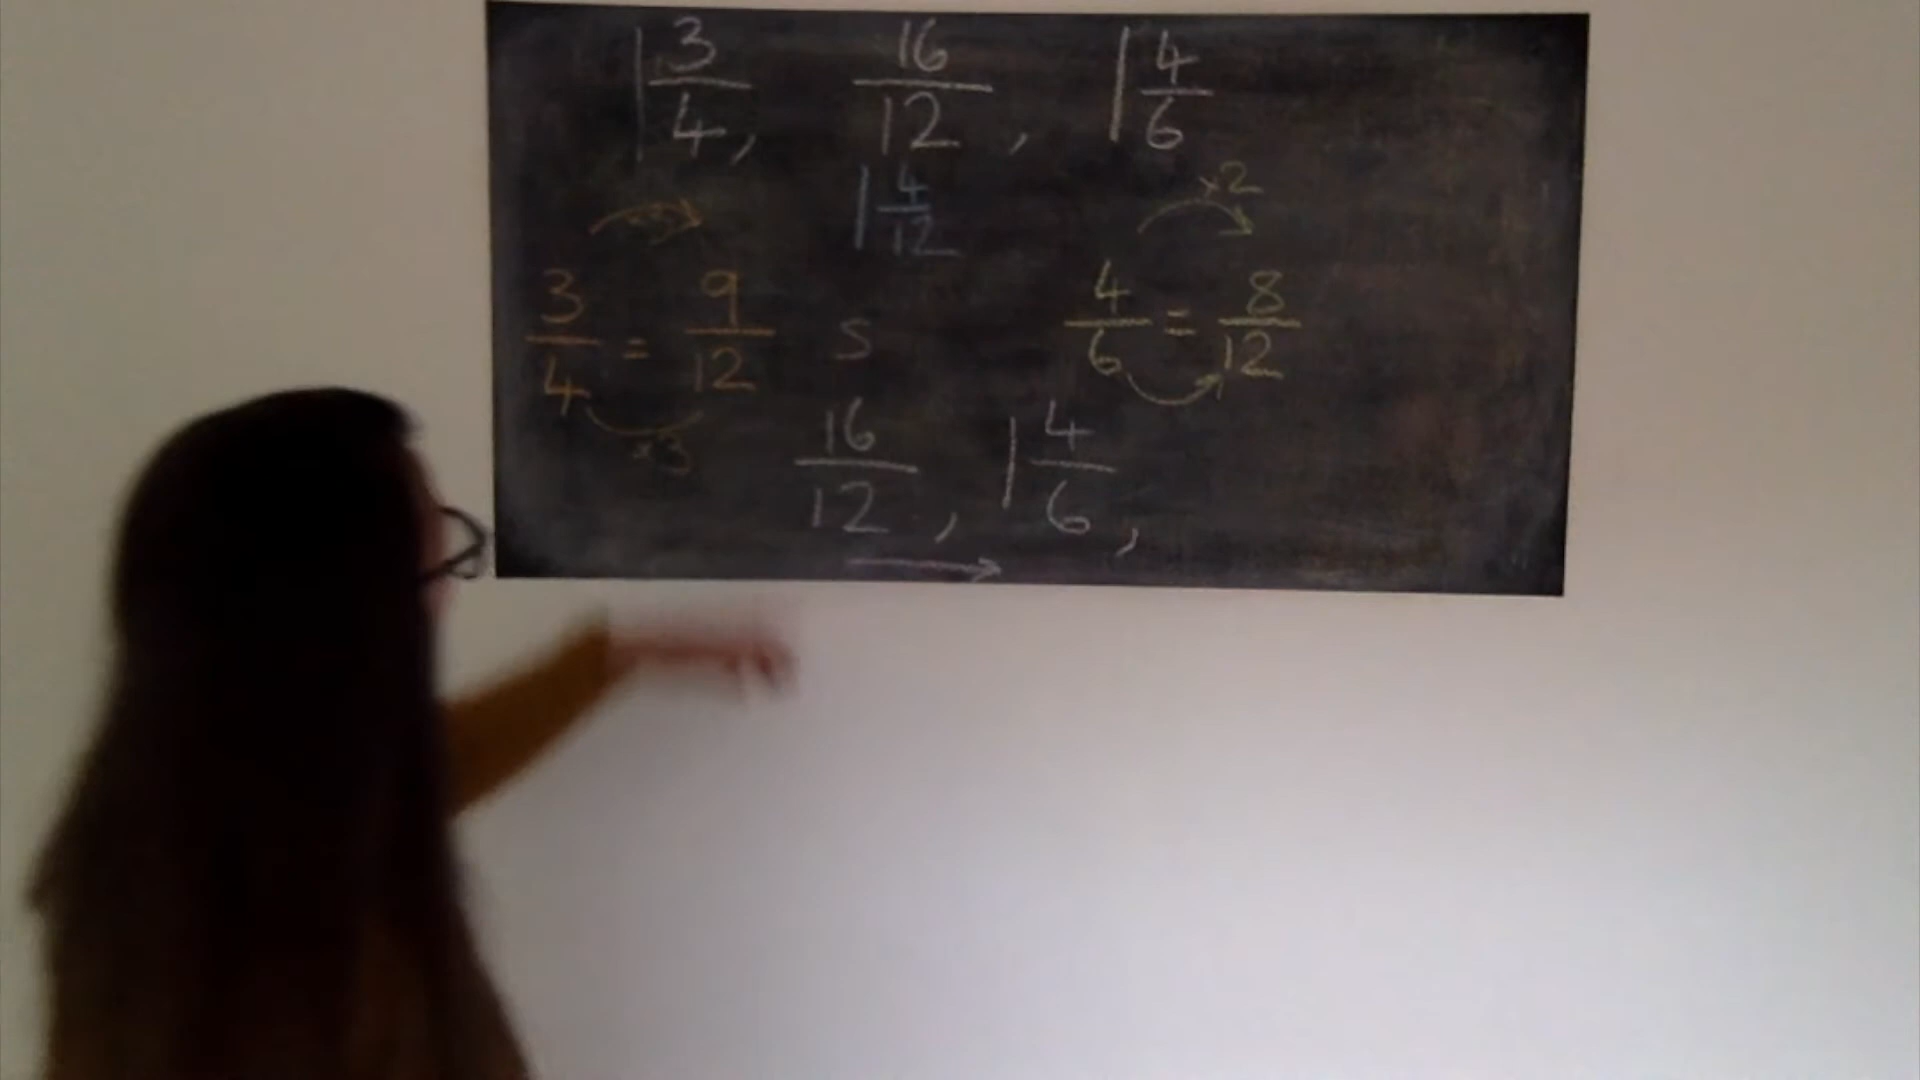 1 3/4, 16/12, 1 4/6
1 4/12
×3 ×2
3/4 = 9/12 S 4/6 = 8/12
×3
16/12, 1 4/6,